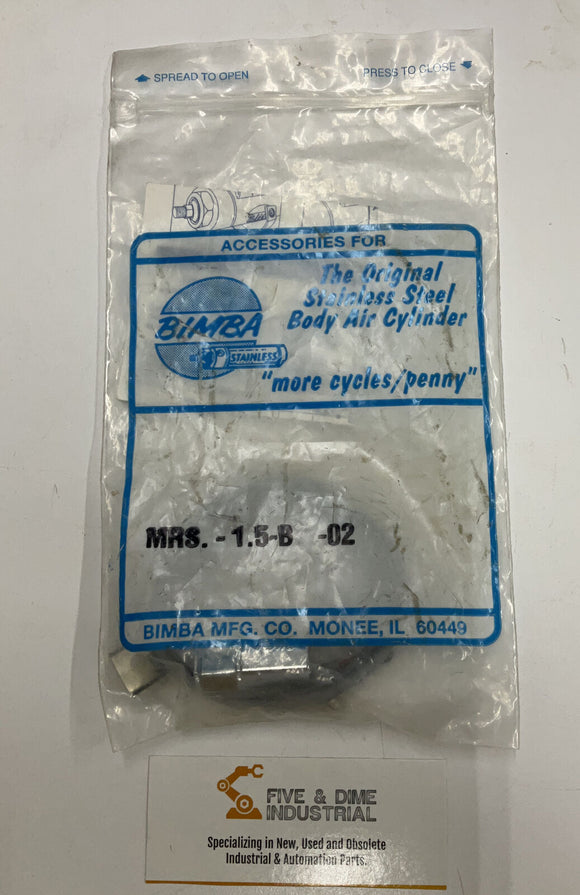 SPREAD TO OPEN
PRESS TO CLOSE
ACCESSORIES FOR
The Original
Stainless Steel
Body Air Cylinder
BIMBA
STAINLESS
"more cycles/penny"
MRS. - 1.5-B -02
BIMBA MFG. CO. MONEE, IL 60449
FIVE & DIME
INDUSTRIAL
Specializing in New, Used and Obsolete
Industrial & Automation Parts.